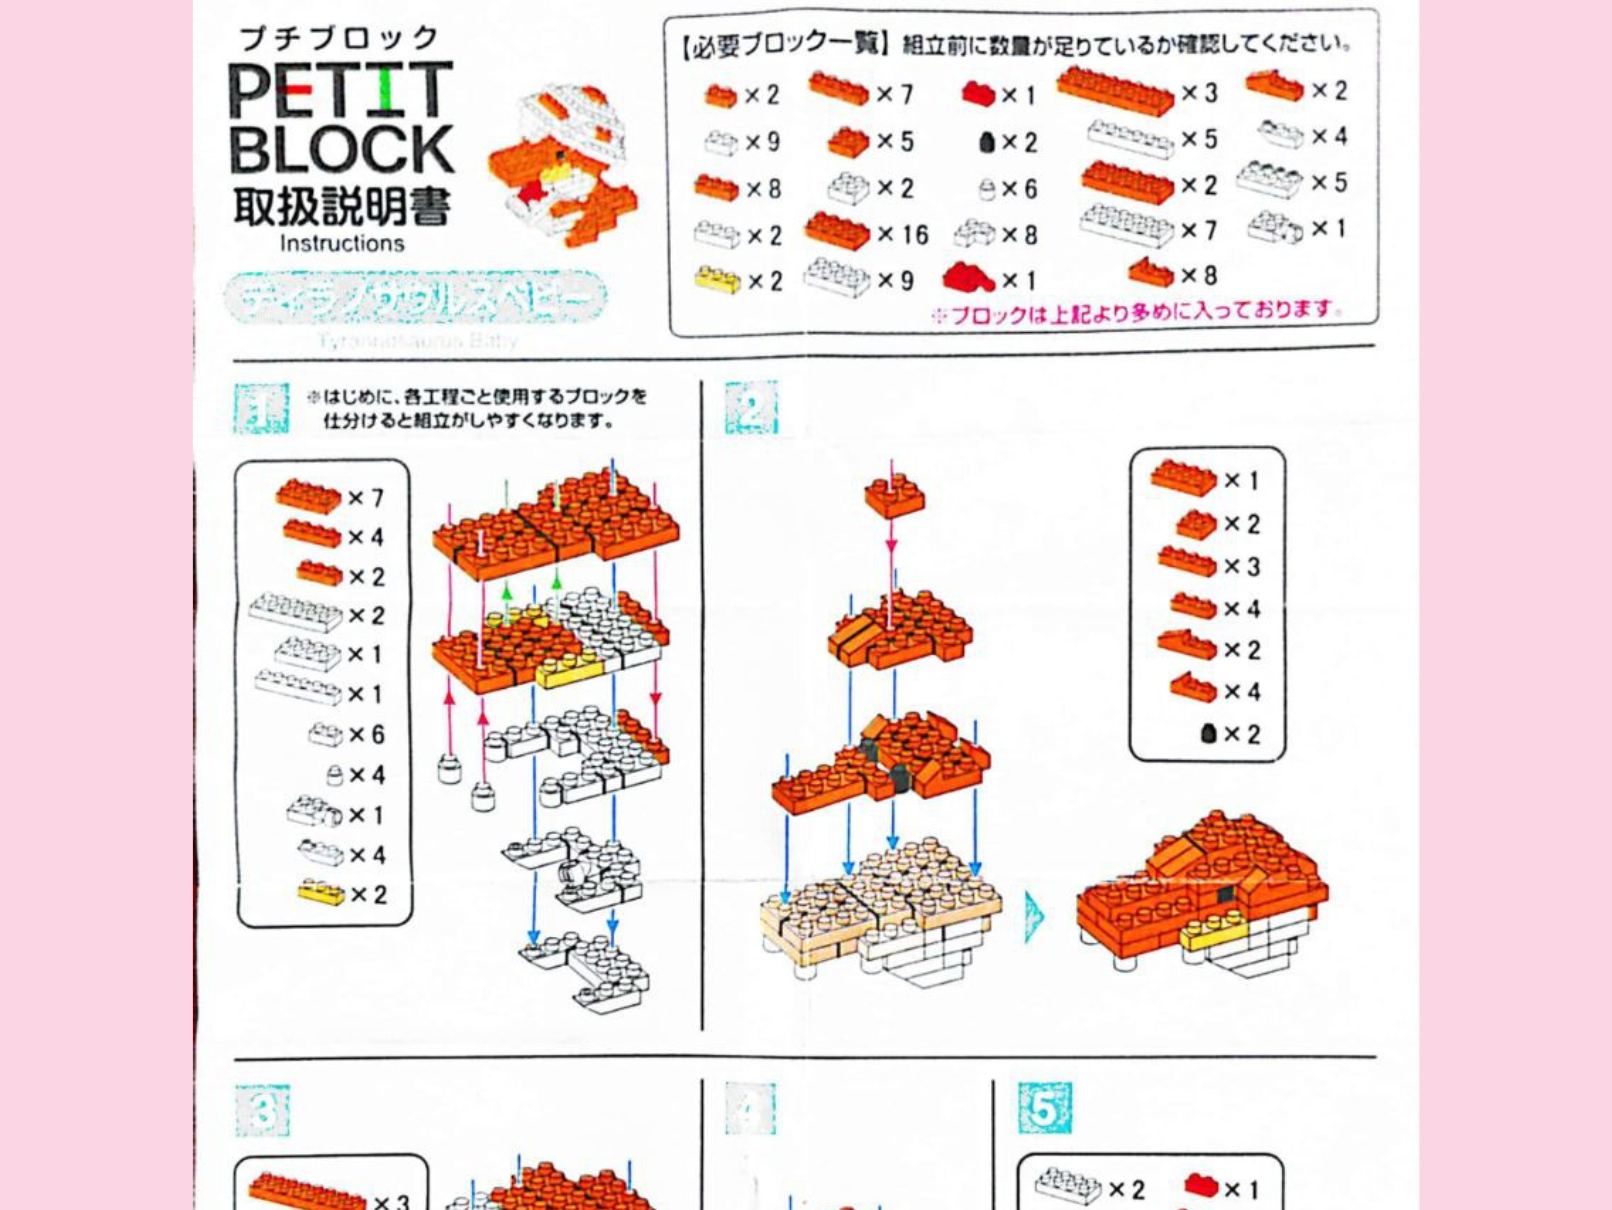 プチブロック
PETIT
BLOCK
取扱説明書
Instructions
ティラノサウルスベビー
Tyrannosaurus Baby
【必要ブロック一覧】組立前に数量が足りているか確認してください。
×2 ×7 ×1 ×3 ×2
×9 ×5 ×2 ×5 ×4
×8 ×2 ×6 ×2 ×5
×2 ×16 ×8 ×7 ×1
×2 ×9 ×1 ×8
※ブロックは上記より多めに入っております。
1
※はじめに、各工程ごと使用するブロックを
仕分けると組立がしやすくなります。
×7
×4
×2
×2
×1
×1
×6
×4
×1
×4
×2
2
×1
×2
×3
×4
×2
×4
×2
3
×3
4
5
×2 ×1